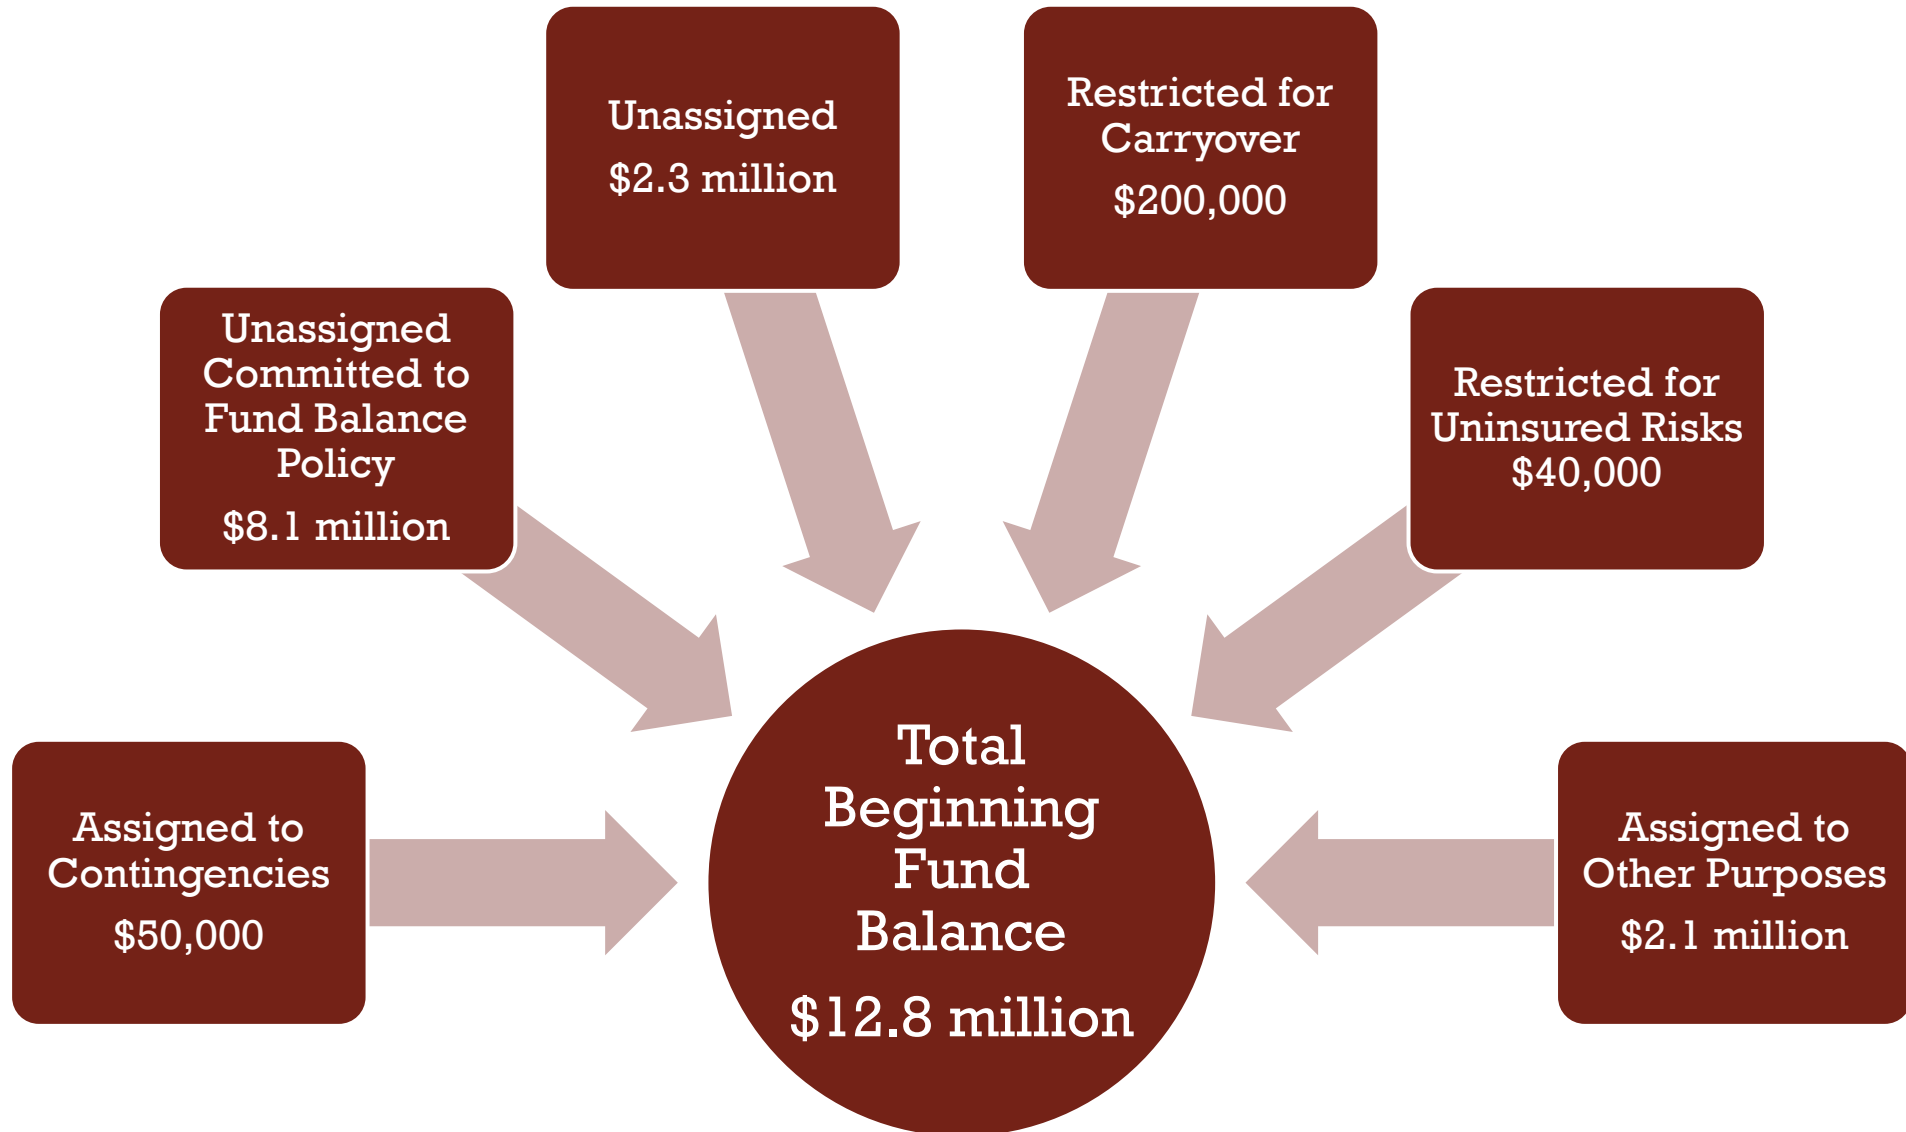 Unassigned
$2.3 million
Restricted for
Carryover
$200,000
Unassigned
Committed to
Fund Balance
Policy
$8.1 million
Restricted for
Uninsured Risks
$40,000
Assigned to
Contingencies
$50,000
Total
Beginning
Fund
Balance
$12.8 million
Assigned to
Other Purposes
$2.1 million